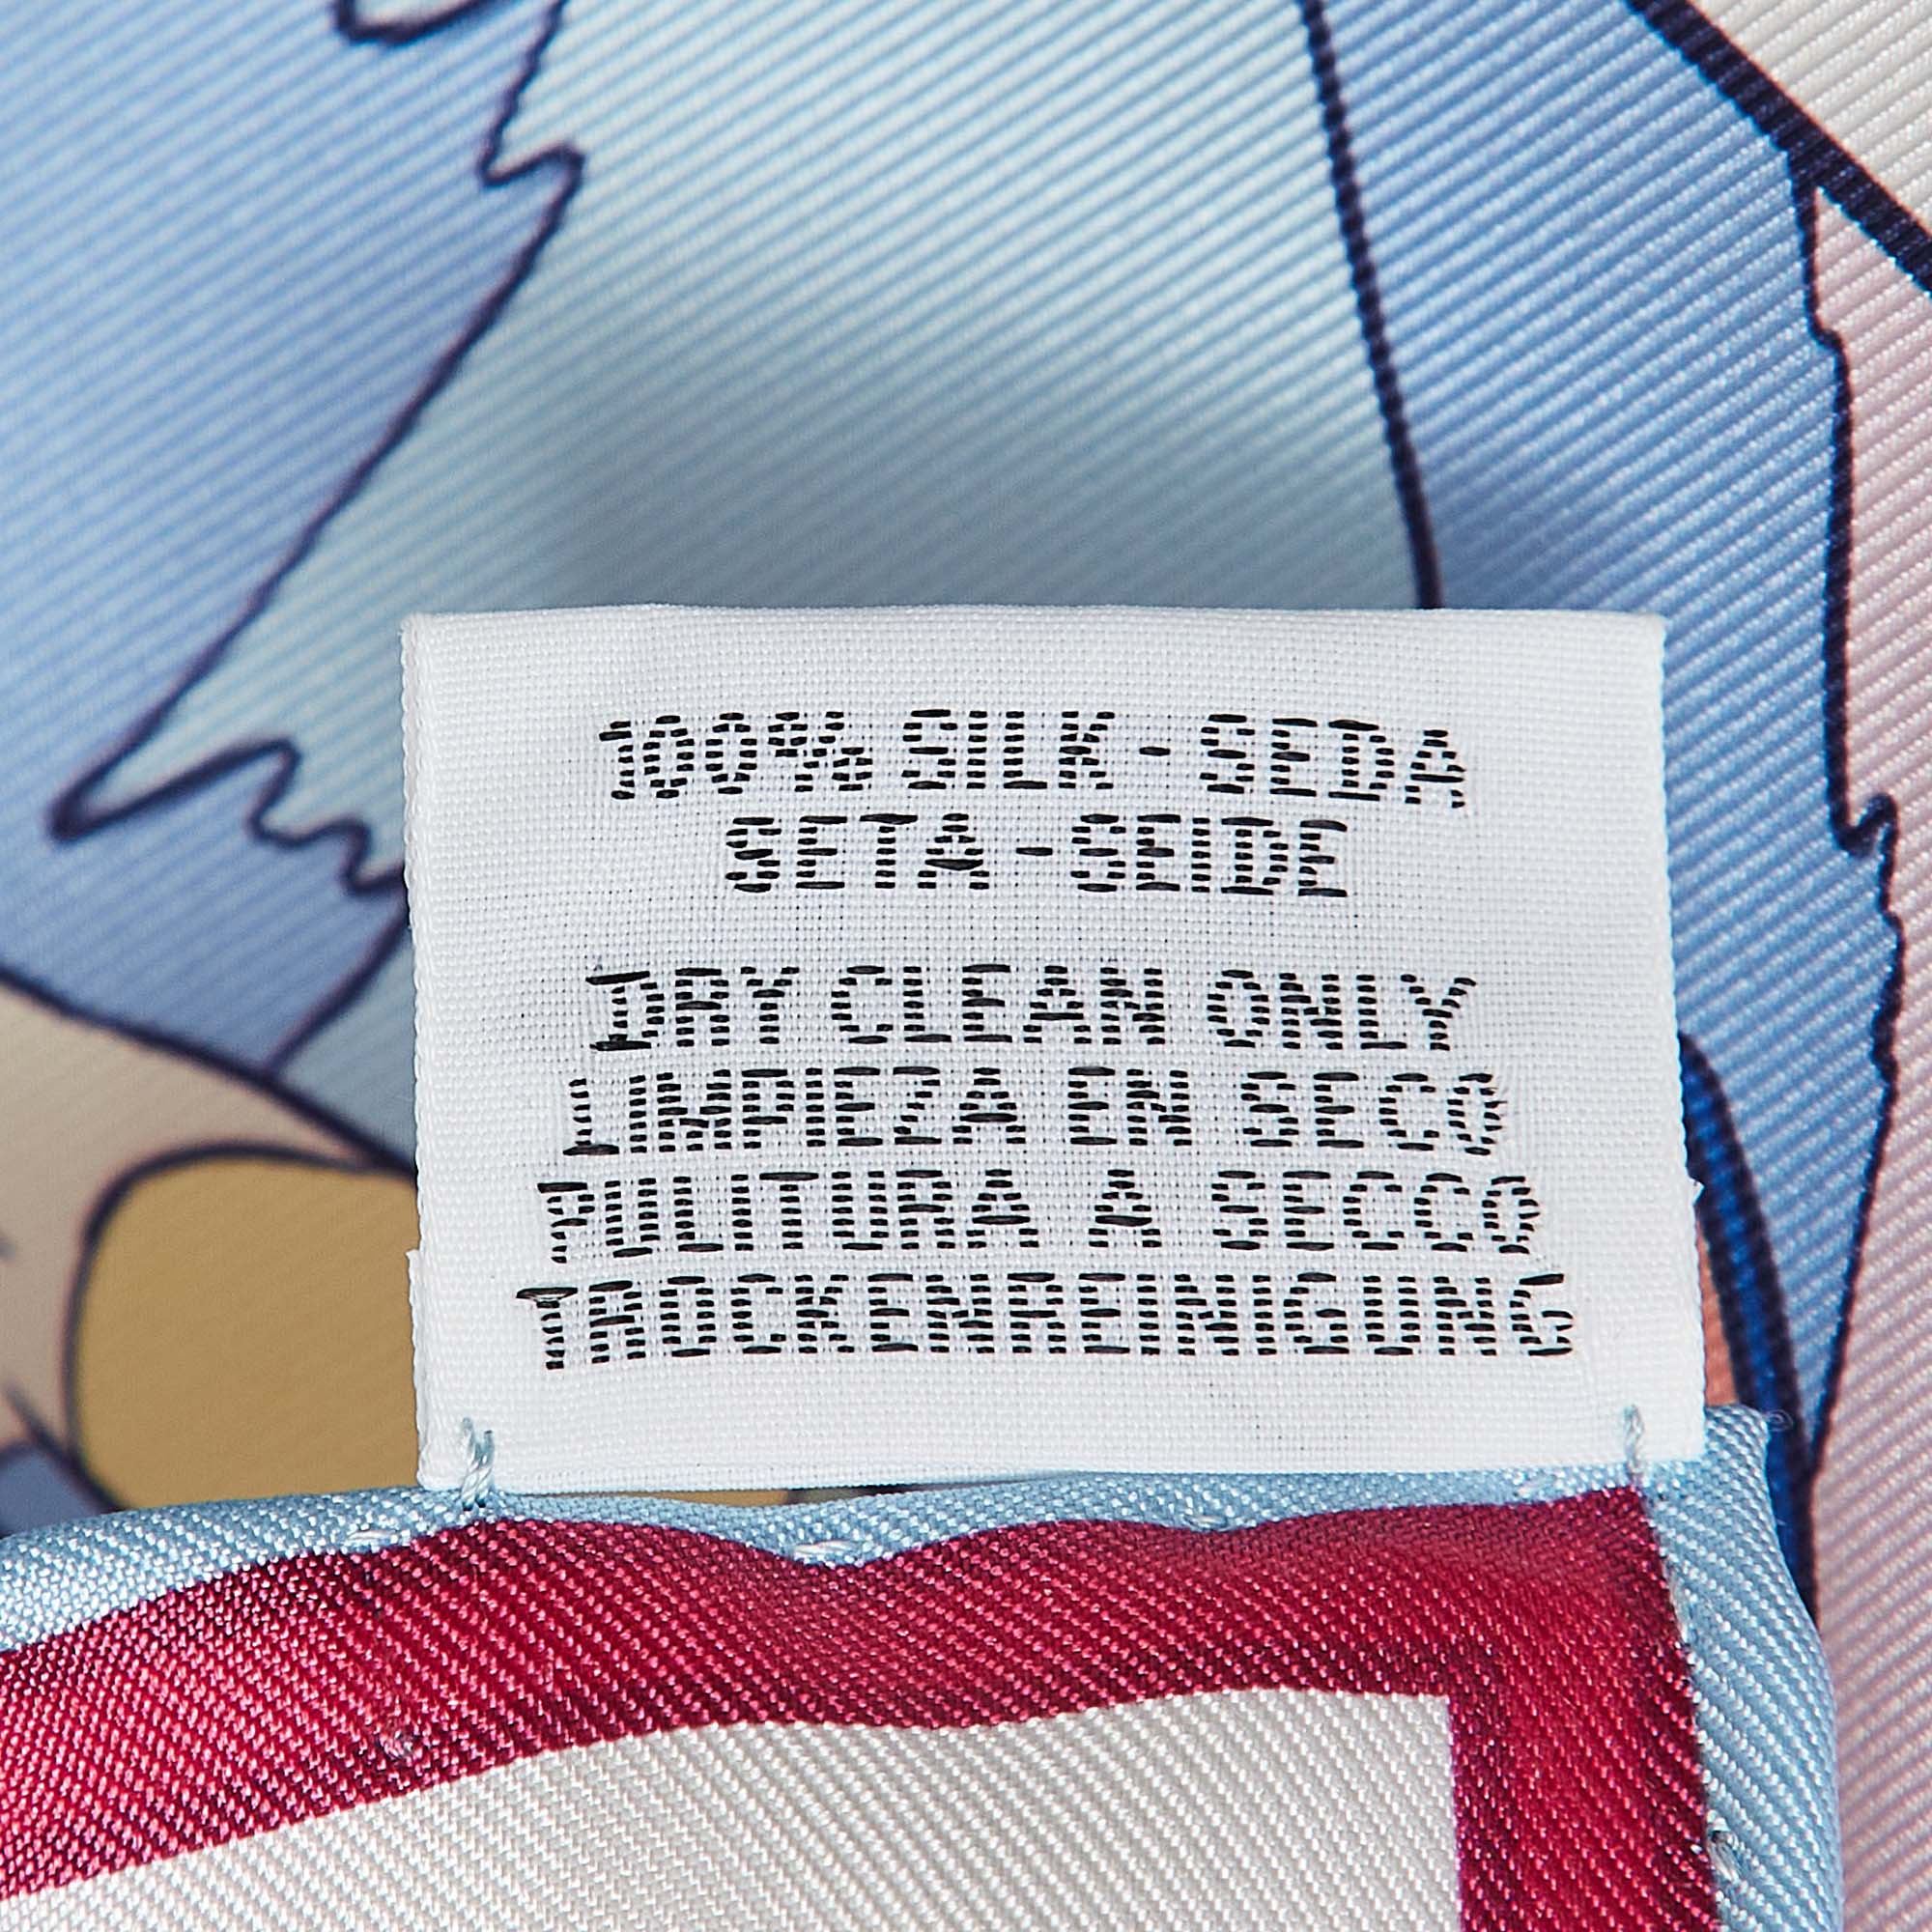 100% SILK - SEDA
SETA - SEIDE
DRY CLEAN ONLY
LIMPIEZA EN SECO
PULITURA A SECCO
TROCKENREINIGUNG